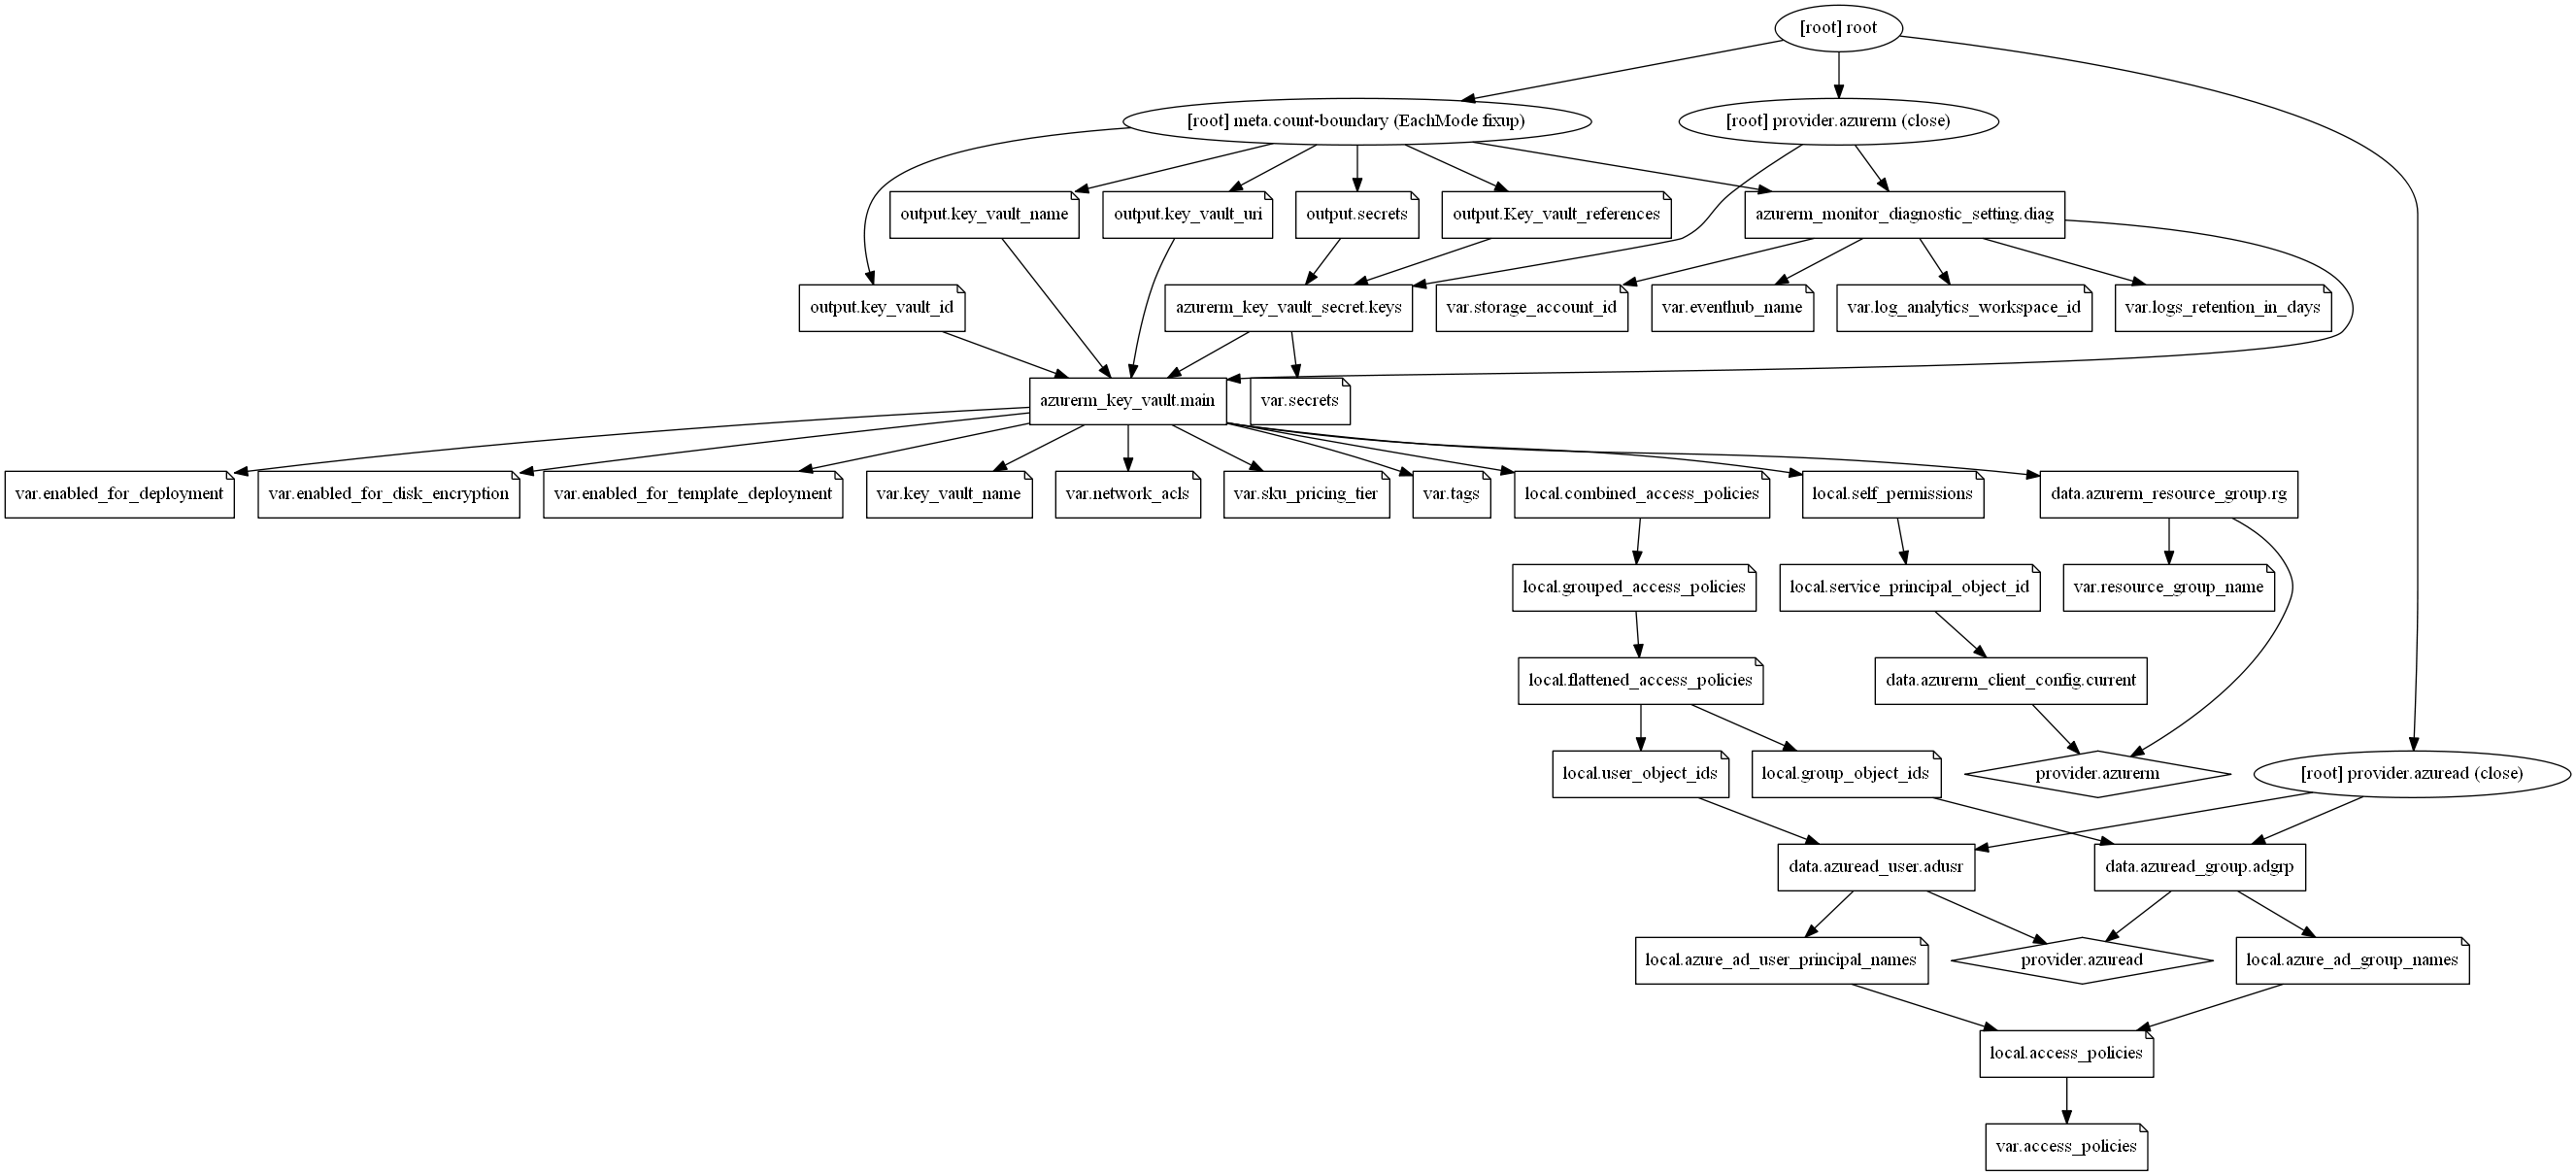 [root] root
[root] meta.count-boundary (EachMode fixup)
[root] provider.azurerm (close)
output.key_vault_name
output.key_vault_uri
output.secrets
output.Key_vault_references
azurerm_monitor_diagnostic_setting.diag
output.key_vault_id
azurerm_key_vault_secret.keys
var.storage_account_id
var.eventhub_name
var.log_analytics_workspace_id
var.logs_retention_in_days
azurerm_key_vault.main
var.secrets
var.enabled_for_deployment
var.enabled_for_disk_encryption
var.enabled_for_template_deployment
var.key_vault_name
var.network_acls
var.sku_pricing_tier
var.tags
local.combined_access_policies
local.self_permissions
data.azurerm_resource_group.rg
local.grouped_access_policies
local.service_principal_object_id
var.resource_group_name
local.flattened_access_policies
data.azurerm_client_config.current
local.user_object_ids
local.group_object_ids
provider.azurerm
[root] provider.azuread (close)
data.azuread_user.adusr
data.azuread_group.adgrp
local.azure_ad_user_principal_names
provider.azuread
local.azure_ad_group_names
local.access_policies
var.access_policies